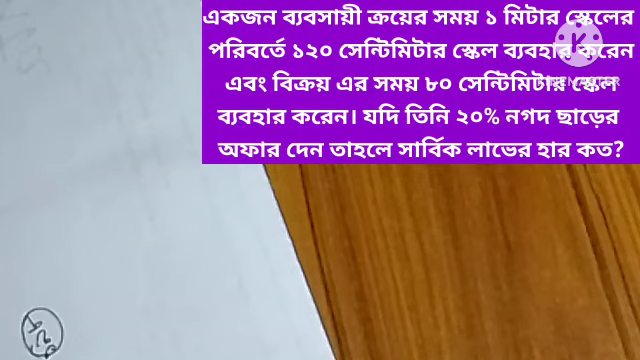 একজন ব্যবসায়ী ক্রয়ের সময় ১ মিটার স্কেলের
পরিবর্তে ১২০ সেন্টিমিটার স্কেল ব্যবহার করেন
এবং বিক্রয় এর সময় ৮০ সেন্টিমিটার স্কেল
ব্যবহার করেন। যদি তিনি ২০% নগদ ছাড়ের
অফার দেন তাহলে সার্বিক লাভের হার কত?